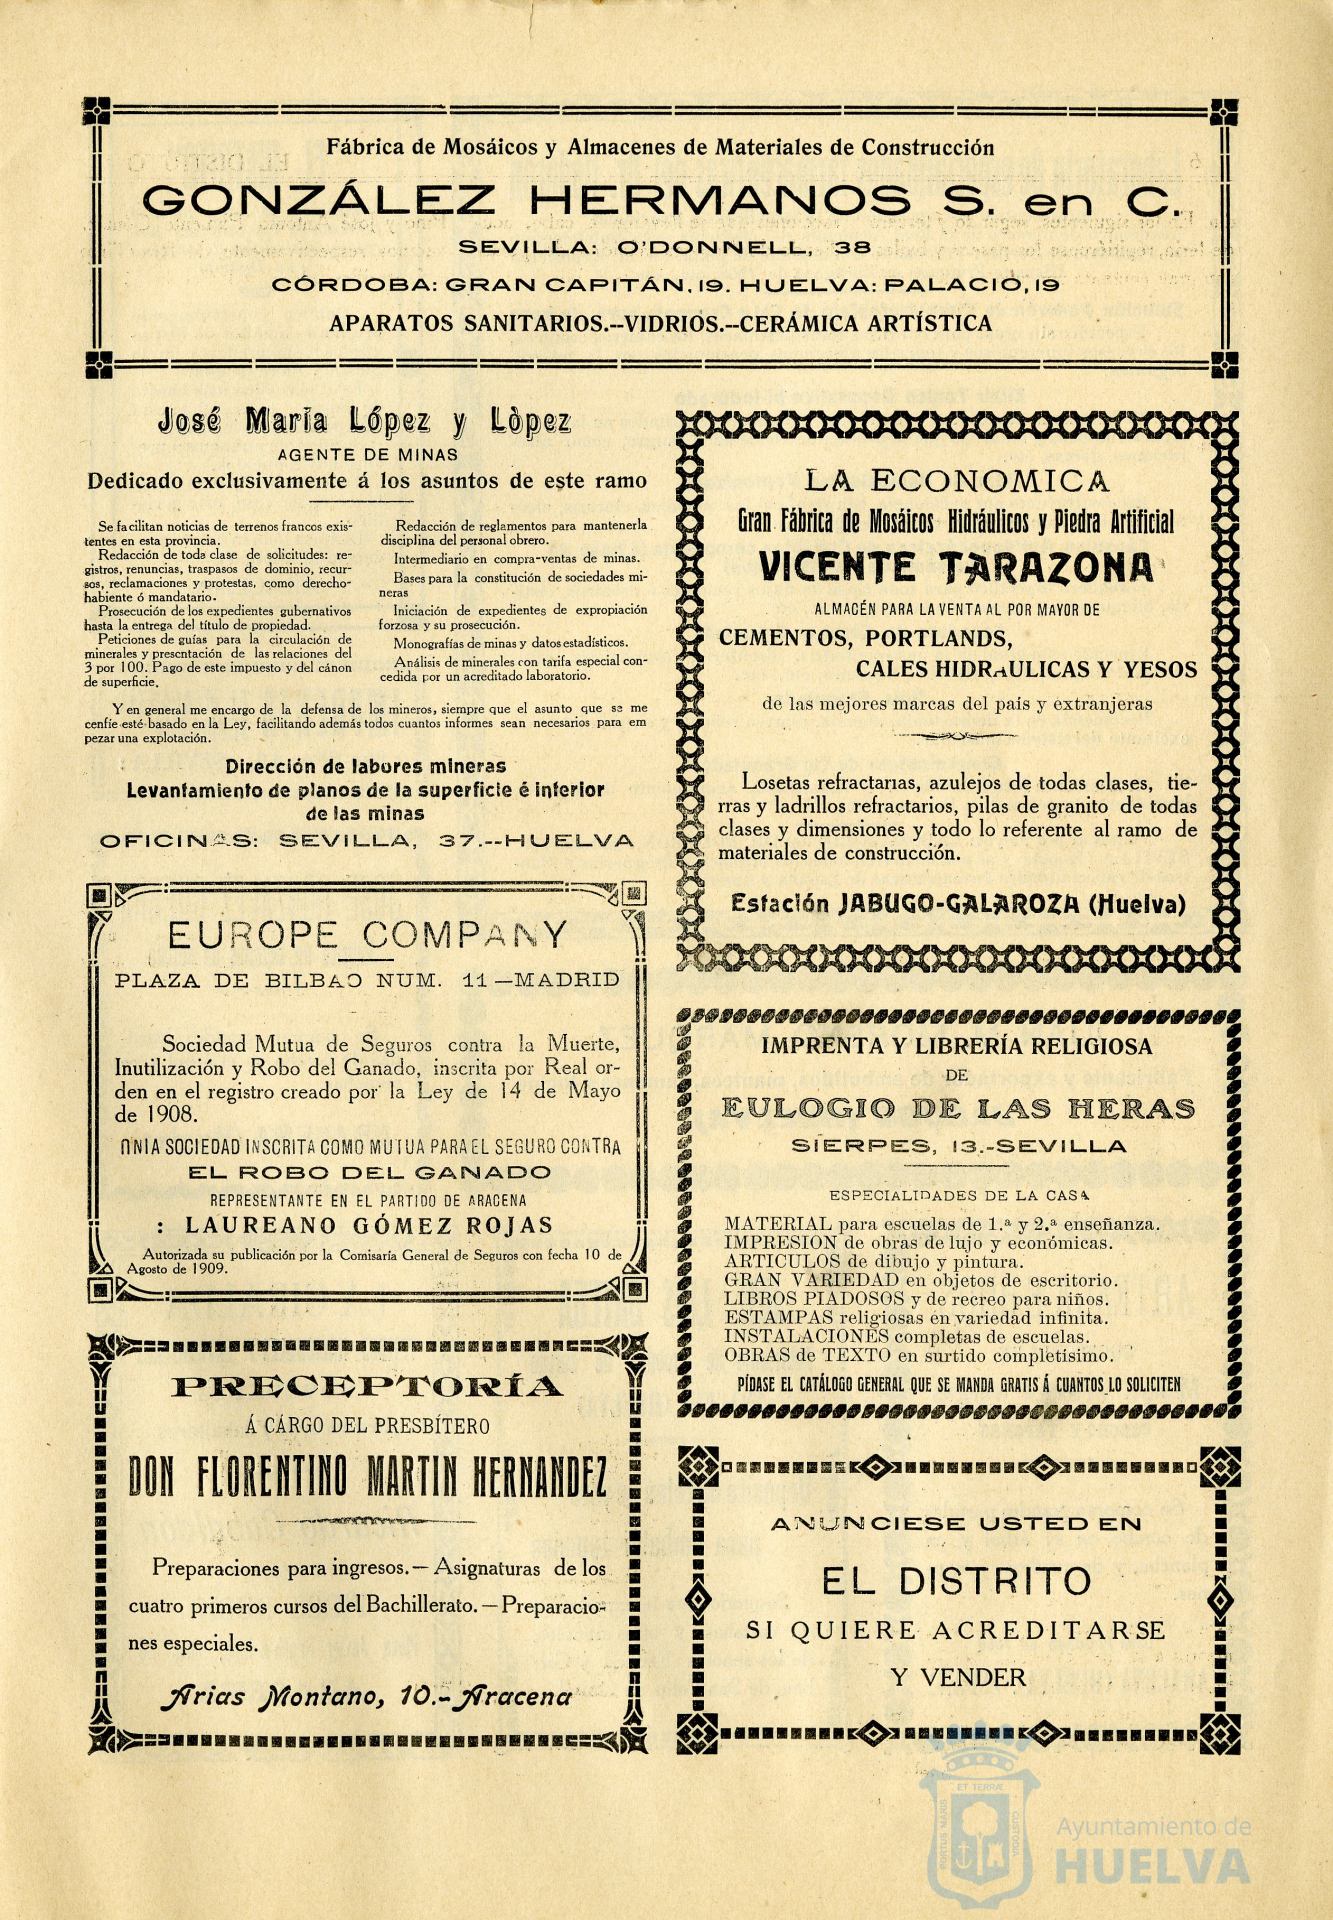 Fábrica de Mosáicos y Almacenes de Materiales de Construcción
GONZÁLEZ HERMANOS S. en C.
SEVILLA: O'DONNELL, 38
CÓRDOBA: GRAN CAPITÁN, 19. HUELVA: PALACIO, 19
APARATOS SANITARIOS.--VIDRIOS.--CERÁMICA ARTÍSTICA
José María López y Lòpez
AGENTE DE MINAS
Dedicado exclusivamente á los asuntos de este ramo
Se facilitan noticias de terrenos francos exis-
tentes en esta provincia.
Redacción de toda clase de solicitudes: re-
gistros, renuncias, traspasos de dominio, recur-
sos, reclamaciones y protestas, como derecho-
habiente ó mandatario.
Prosecución de los expedientes gubernativos
hasta la entrega del título de propiedad.
Peticiones de guías para la circulación de
minerales y presentación de las relaciones del
3 por 100. Pago de este impuesto y del cánon
de superficie.
Redacción de reglamentos para mantenerla
disciplina del personal obrero.
Intermediario en compra-ventas de minas.
Bases para la constitución de sociedades mi-
neras
Iniciación de expedientes de expropiación
forzosa y su prosecución.
Monografías de minas y datos estadísticos.
Análisis de minerales con tarifa especial con-
cedida por un acreditado laboratorio.
Y en general me encargo de la defensa de los mineros, siempre que el asunto que se me
cenfíe esté basado en la Ley, facilitando además todos cuantos informes sean necesarios para em
pezar una explotación.
Dirección de labores mineras
Levantamiento de planos de la superficie é interior
de las minas
OFICINAS: SEVILLA, 37.--HUELVA
EUROPE COMPANY
PLAZA DE BILBAO NUM. 11—MADRID
Sociedad Mutua de Seguros contra la Muerte,
Inutilización y Robo del Ganado, inscrita por Real or-
den en el registro creado por la Ley de 14 de Mayo
de 1908.
SOCIEDAD INSCRITA COMO MUTUA PARA EL SEGURO CONTRA
EL ROBO DEL GANADO
REPRESENTANTE EN EL PARTIDO DE ARACENA
: LAUREANO GÓMEZ ROJAS
Autorizada su publicación por la Comisaría General de Seguros con fecha 10 de
Agosto de 1909.
PRECEPTORÍA
Á CARGO DEL PRESBÍTERO
DON FLORENTINO MARTIN HERNANDEZ
Preparaciones para ingresos.—Asignaturas de los
cuatro primeros cursos del Bachillerato.—Preparacio-
nes especiales.
Arias Montano, 10.-Aracena
LA ECONOMICA
Gran Fábrica de Mosáicos Hidráulicos y Piedra Artificial
VICENTE TARAZONA
ALMACÉN PARA LA VENTA AL POR MAYOR DE
CEMENTOS, PORTLANDS,
CALES HIDRAULICAS Y YESOS
de las mejores marcas del país y extranjeras
Losetas refractarias, azulejos de todas clases, tie-
rras y ladrillos refractarios, pilas de granito de todas
clases y dimensiones y todo lo referente al ramo de
materiales de construcción.
Estación JABUGO-GALAROZA (Huelva)
IMPRENTA Y LIBRERÍA RELIGIOSA
DE
EULOGIO DE LAS HERAS
SIERPES, 13.-SEVILLA
ESPECIALIDADES DE LA CASA
MATERIAL para escuelas de 1.ª y 2.ª enseñanza.
IMPRESION de obras de lujo y económicas.
ARTICULOS de dibujo y pintura.
GRAN VARIEDAD en objetos de escritorio.
LIBROS PIADOSOS y de recreo para niños.
ESTAMPAS religiosas en variedad infinita.
INSTALACIONES completas de escuelas.
OBRAS de TEXTO en surtido completísimo.
PÍDASE EL CATÁLOGO GENERAL QUE SE MANDA GRATIS Á CUANTOS LO SOLICITEN
ANUNCIESE USTED EN
EL DISTRITO
SI QUIERE ACREDITARSE
Y VENDER
PORTUS MARIS
ET TERRÆ
CUSTODIA
Ayuntamiento de
HUELVA